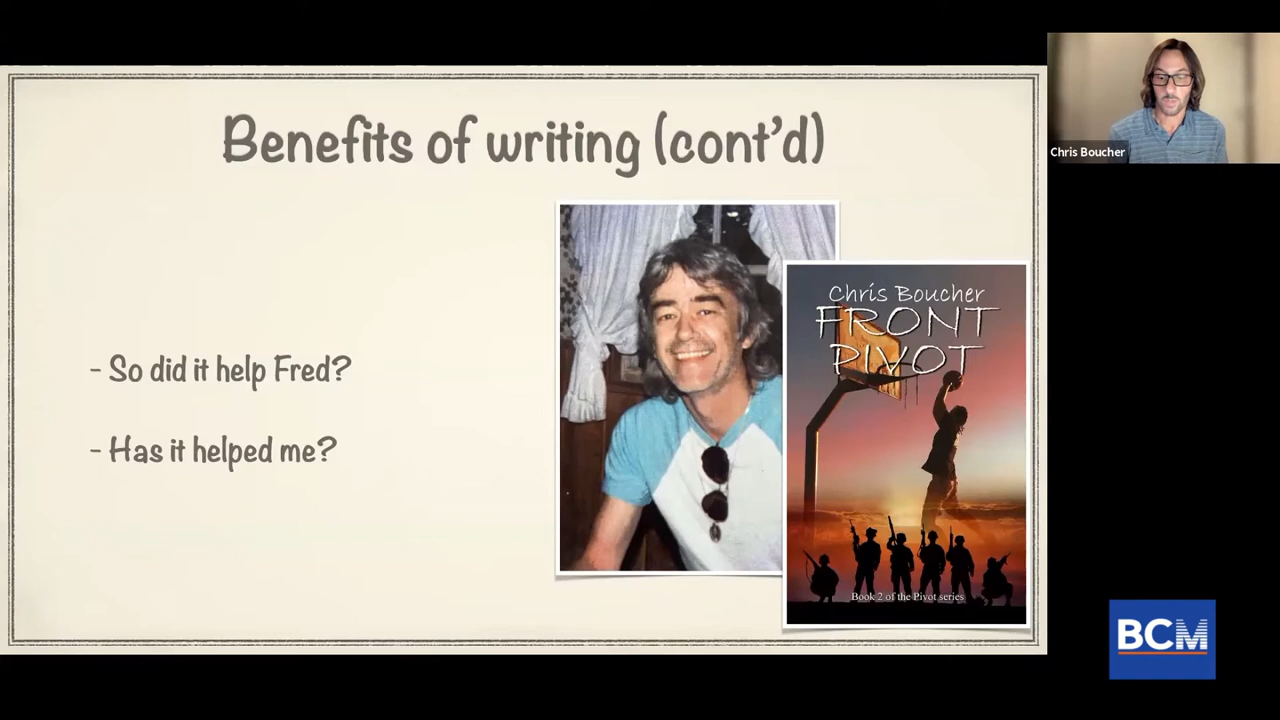 Benefits of writing (cont'd)
- So did it help Fred?
- Has it helped me?
Chris Boucher
FRONT
PIVOT
Book 2 of the Pivot series
Chris Boucher
BCM